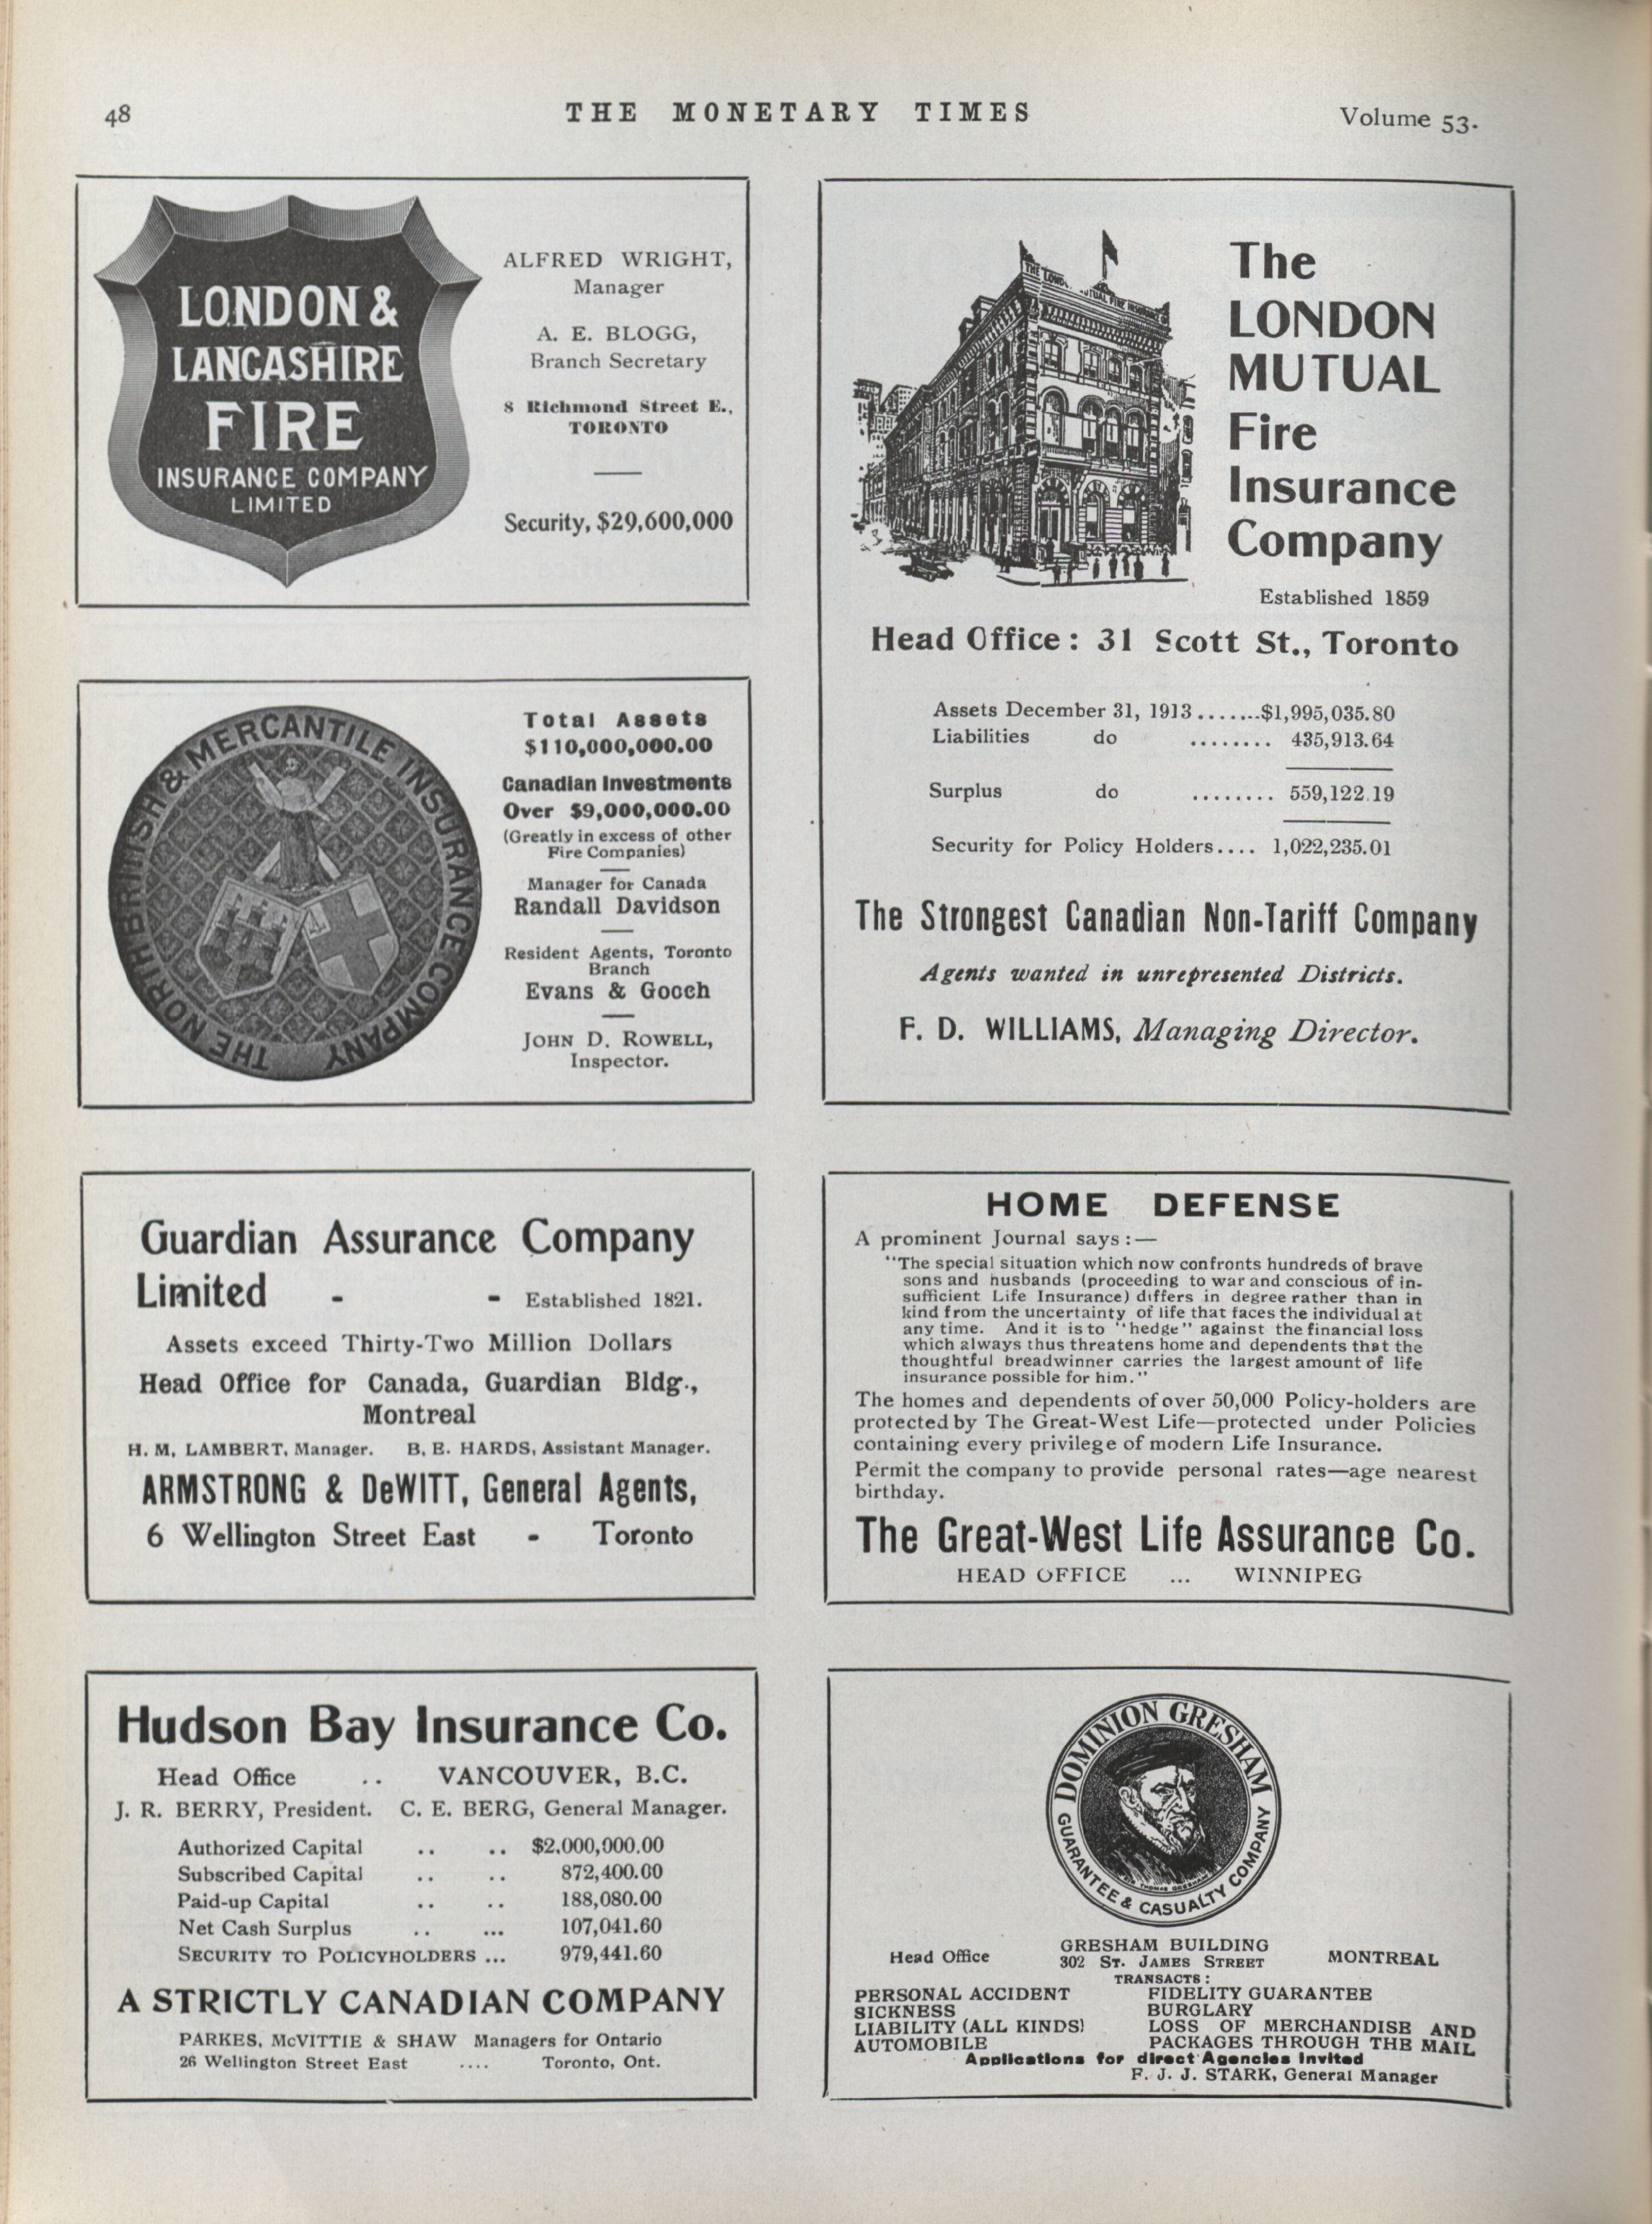 48
THE MONETARY TIMES
Volume 53.
LONDON &
LANCASHIRE
FIRE
INSURANCE COMPANY
LIMITED
ALFRED WRIGHT,
Manager
A. E. BLOGG,
Branch Secretary
8 Richmond Street E.,
TORONTO
Security, $29,600,000
THE NORTH BRITISH & MERCANTILE INSURANCE COMPANY
Total Assets
$110,000,000.00
Canadian Investments
Over $9,000,000.00
(Greatly in excess of other
Fire Companies)
Manager for Canada
Randall Davidson
Resident Agents, Toronto
Branch
Evans & Gooch
JOHN D. ROWELL,
Inspector.
Guardian Assurance Company
Limited - - Established 1821.
Assets exceed Thirty-Two Million Dollars
Head Office for Canada, Guardian Bldg.,
Montreal
H. M. LAMBERT, Manager. B. E. HARDS, Assistant Manager.
ARMSTRONG & DeWITT, General Agents,
6 Wellington Street East - Toronto
Hudson Bay Insurance Co.
Head Office .. VANCOUVER, B.C.
J. R. BERRY, President. C. E. BERG, General Manager.
Authorized Capital .. .. $2,000,000.00
Subscribed Capital .. .. 872,400.00
Paid-up Capital .. .. 188,080.00
Net Cash Surplus .. ... 107,041.60
SECURITY TO POLICYHOLDERS ... 979,441.60
A STRICTLY CANADIAN COMPANY
PARKES, McVITTIE & SHAW Managers for Ontario
26 Wellington Street East .... Toronto, Ont.
THE LONDON MUTUAL FIRE INSURANCE
The
LONDON
MUTUAL
Fire
Insurance
Company
Established 1859
Head Office: 31 Scott St., Toronto
Assets December 31, 1913.......$1,995,035.80
Liabilities do ........ 435,913.64
Surplus do ........ 559,122.19
Security for Policy Holders.... 1,022,235.01
The Strongest Canadian Non-Tariff Company
Agents wanted in unrepresented Districts.
F. D. WILLIAMS, Managing Director.
HOME DEFENSE
A prominent Journal says:—
"The special situation which now confronts hundreds of brave
sons and husbands (proceeding to war and conscious of in-
sufficient Life Insurance) differs in degree rather than in
kind from the uncertainty of life that faces the individual at
any time. And it is to "hedge" against the financial loss
which always thus threatens home and dependents that the
thoughtful breadwinner carries the largest amount of life
insurance possible for him."
The homes and dependents of over 50,000 Policy-holders are
protected by The Great-West Life—protected under Policies
containing every privilege of modern Life Insurance.
Permit the company to provide personal rates—age nearest
birthday.
The Great-West Life Assurance Co.
HEAD OFFICE ... WINNIPEG
DOMINION GRESHAM
GUARANTEE & CASUALTY COMPANY
SIR THOMAS GRESHAM
GRESHAM BUILDING
Head Office 302 ST. JAMES STREET MONTREAL
TRANSACTS:
PERSONAL ACCIDENT FIDELITY GUARANTEE
SICKNESS BURGLARY
LIABILITY (ALL KINDS) LOSS OF MERCHANDISE AND
AUTOMOBILE PACKAGES THROUGH THE MAIL
Applications for direct Agencies Invited
F. J. J. STARK, General Manager